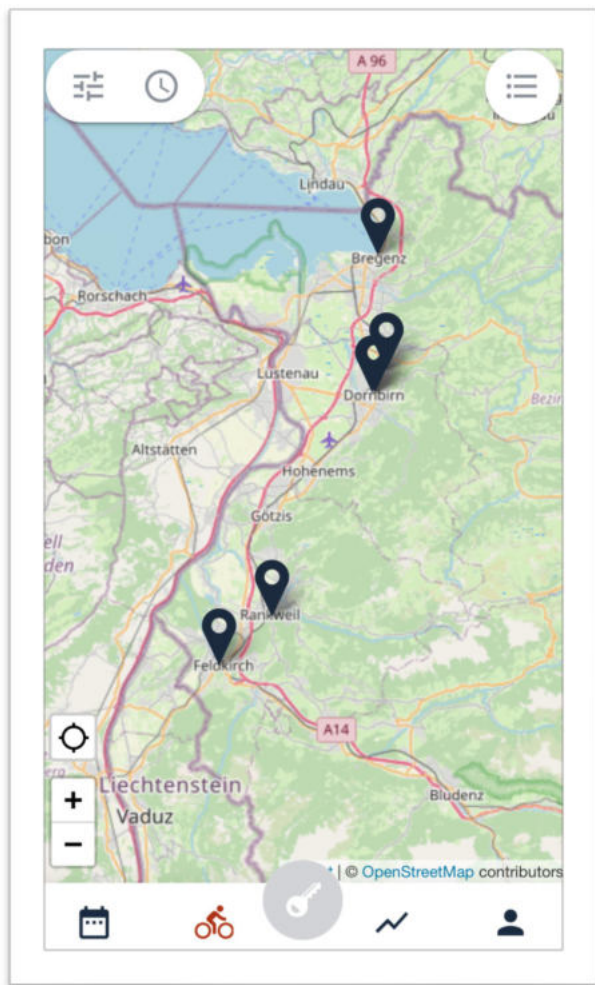 A 96
Lindau
bon
Bregenz
Rorschach
Lustenau
Dornbirn
Altstätten
Hohenems
Götzis
ell
den
Rankweil
Feldkirch
A14
Liechtenstein
Bludenz
Vaduz
+
−
| © OpenStreetMap contributors